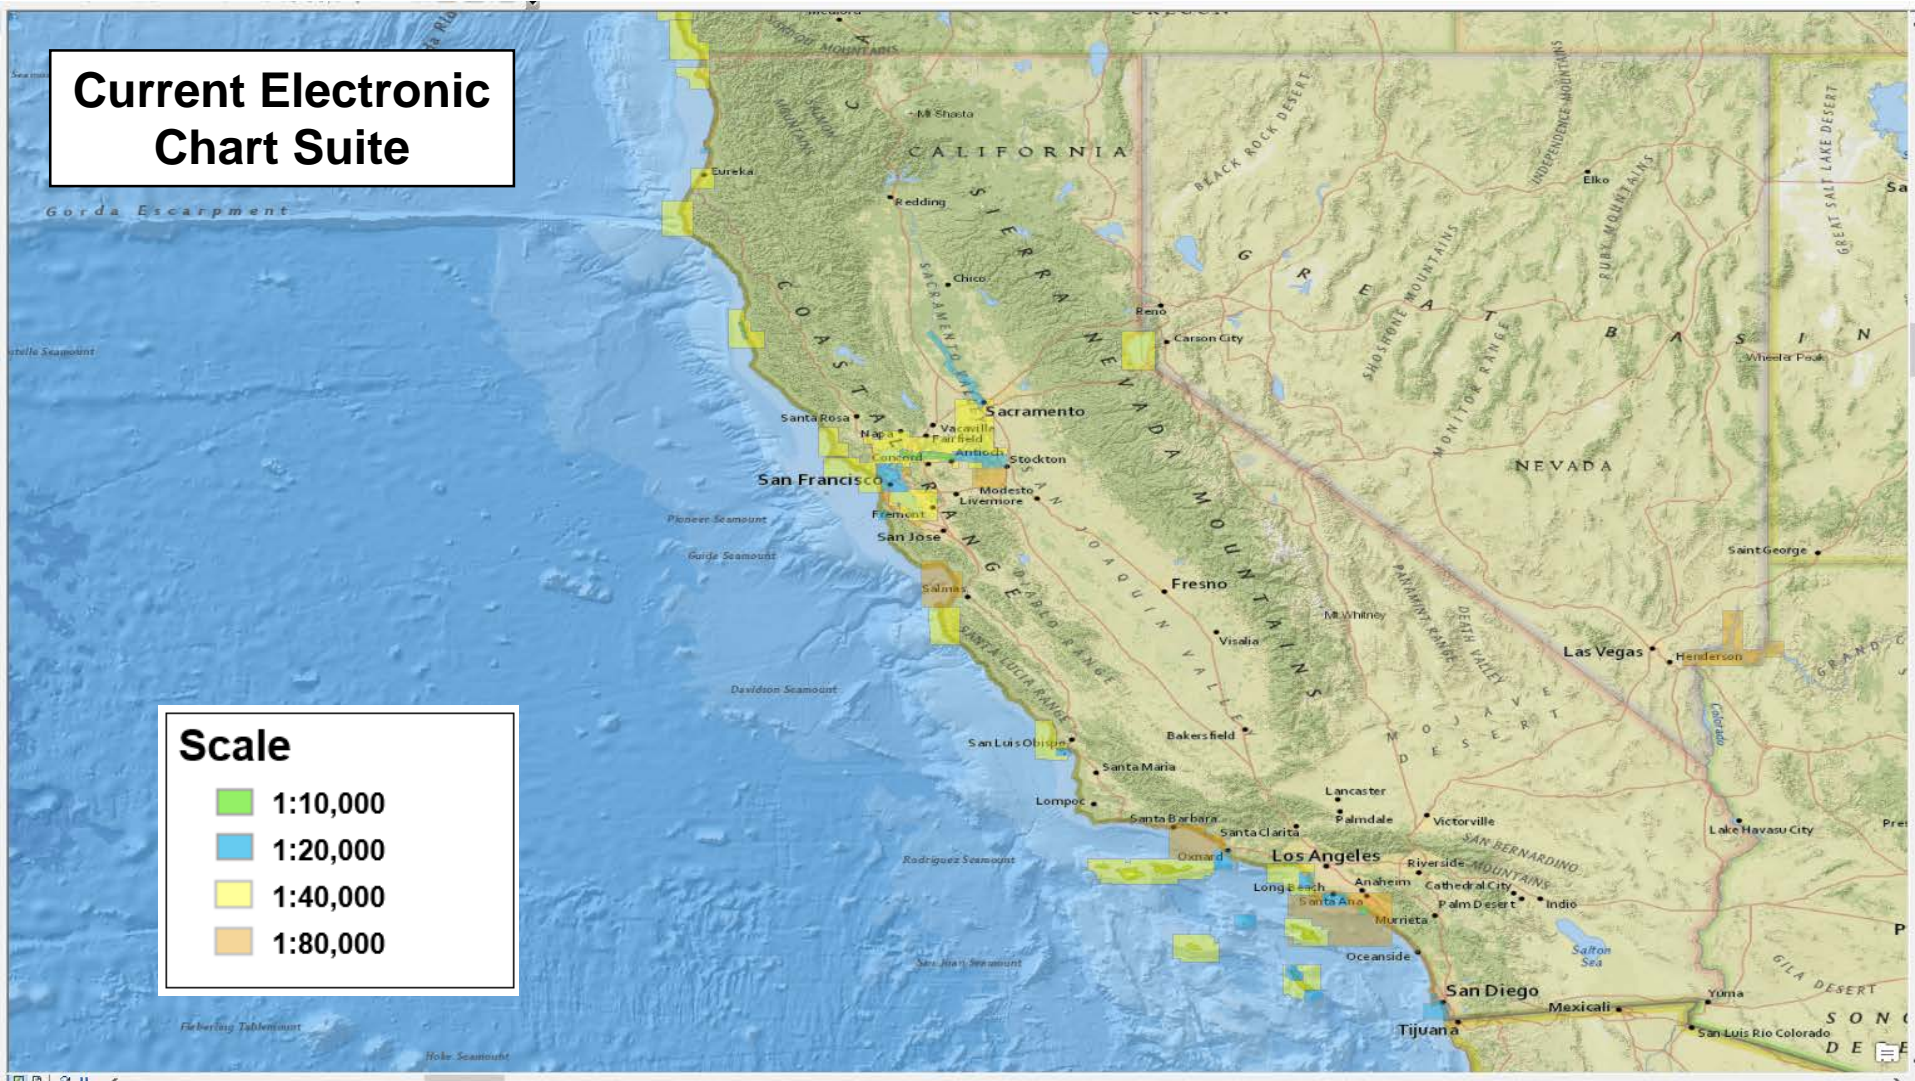 Current Electronic
Chart Suite
Gorda Escarpment
SISKIYOU MOUNTAINS
Mt Shasta
CALIFORNIA
Eureka
Redding
Chico
SACRAMENTO
SIERRA NEVADA MOUNTAINS
COASTAL RANGES
BLACK ROCK DESERT
INDEPENDENCE MOUNTAINS
Elko
RUBY MOUNTAINS
GREAT SALT LAKE DESERT
GREAT BASIN
SHOSHONE MOUNTAINS
MONITOR RANGE
Wheeler Peak
Reno
Carson City
NEVADA
Santa Rosa
Napa
Vacaville
Fairfield
Sacramento
Concord
Antioch
Stockton
San Francisco
Modesto
Livermore
Fremont
San Jose
Pioneer Seamount
Guide Seamount
Salinas
SANTA LUCIA RANGE
DIABLO RANGE
SAN JOAQUIN VALLEY
Fresno
Visalia
Mt Whitney
PANAMINT RANGE
DEATH VALLEY
Saint George
Las Vegas
Henderson
GRAND
Colorado
MOJAVE
DESERT
Davidson Seamount
San Luis Obispo
Bakersfield
Santa Maria
Lompoc
Santa Barbara
Santa Clarita
Lancaster
Palmdale
Victorville
Lake Havasu City
SAN BERNARDINO
MOUNTAINS
Rodriguez Seamount
Oxnard
Los Angeles
Riverside
Long Beach
Anaheim
Cathedral City
Santa Ana
Palm Desert
Indio
Murrieta
Oceanside
Salton
Sea
San Juan Seamount
San Diego
Tijuana
Mexicali
Yuma
GILA DESERT
San Luis Rio Colorado
Fieberling Tablemount
Hoke Seamount
Scale
1:10,000
1:20,000
1:40,000
1:80,000